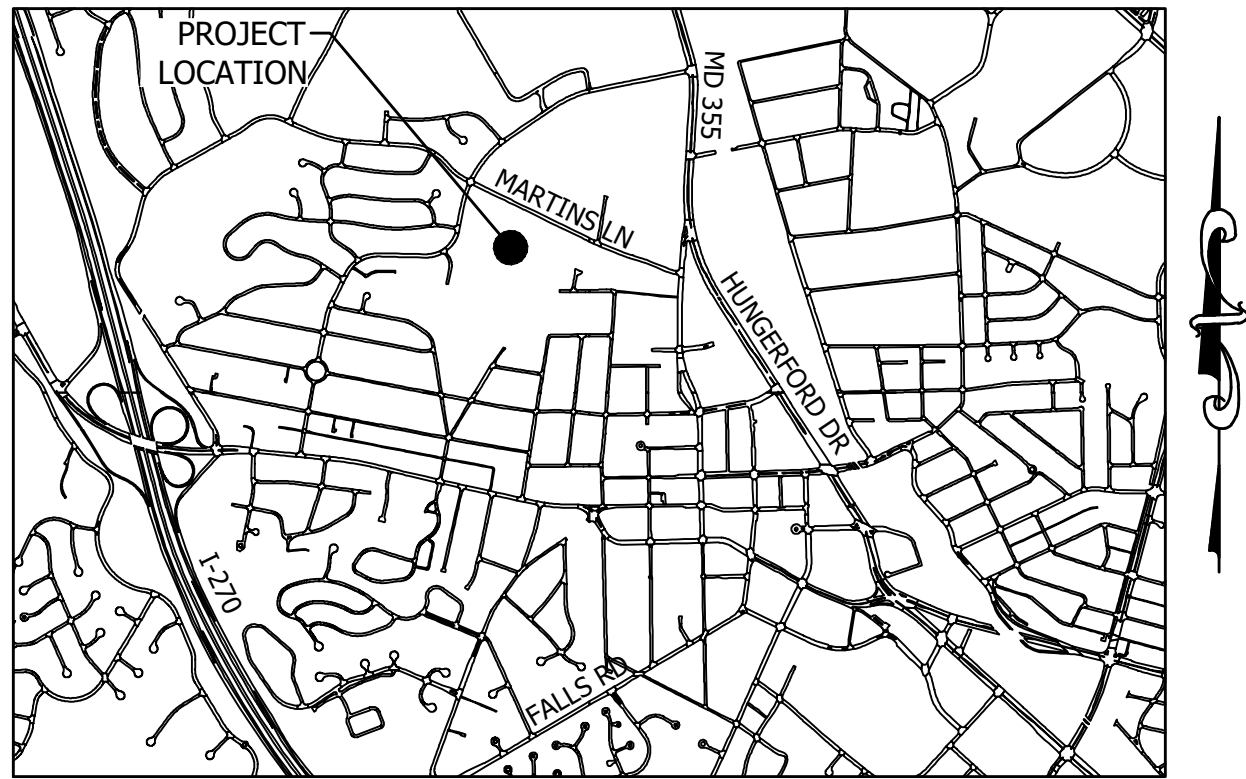 PROJECT
LOCATION
MD 355
MARTINS LN
HUNGERFORD DR
I-270
FALLS RD